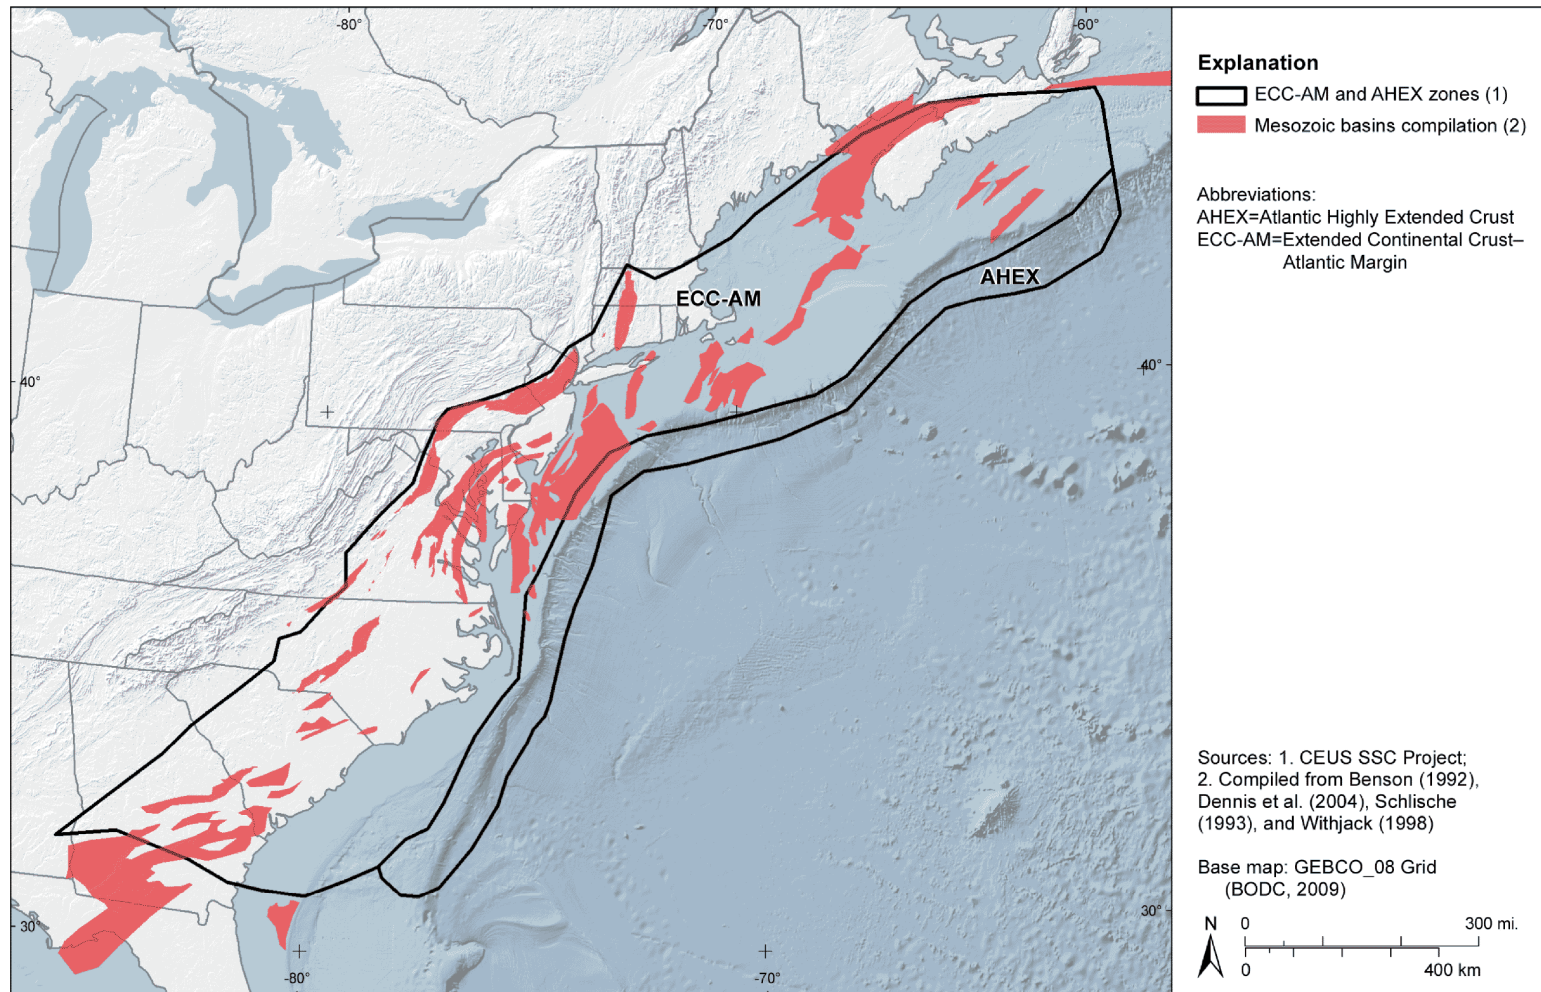 -80°
-70°
-60°
Explanation
ECC-AM and AHEX zones (1)
Mesozoic basins compilation (2)
Abbreviations:
AHEX=Atlantic Highly Extended Crust
ECC-AM=Extended Continental Crust–
Atlantic Margin
AHEX
ECC-AM
40°
40°
Sources: 1. CEUS SSC Project;
2. Compiled from Benson (1992),
Dennis et al. (2004), Schlische
(1993), and Withjack (1998)
Base map: GEBCO_08 Grid
(BODC, 2009)
30°
30°
N
0
300 mi.
0
400 km
-80°
-70°